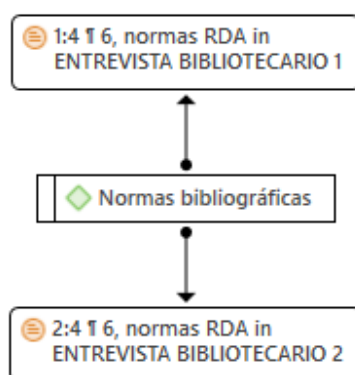 1:4 ¶ 6, normas RDA in
ENTREVISTA BIBLIOTECARIO 1
Normas bibliográficas
2:4 ¶ 6, normas RDA in
ENTREVISTA BIBLIOTECARIO 2